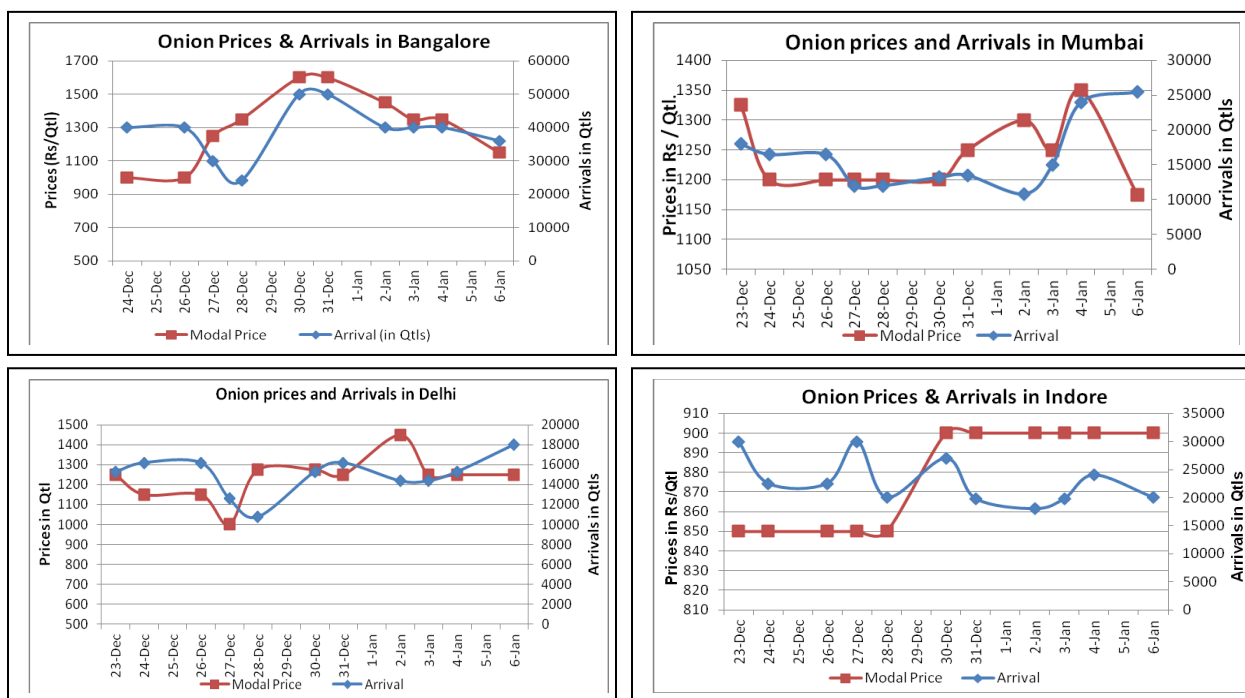 Onion Prices & Arrivals in Bangalore
1700
1500
1300
1100
900
700
500
60000
50000
40000
30000
20000
10000
0
Prices (Rs/Qtl)
Arrivals in Qtls
24-Dec
25-Dec
26-Dec
27-Dec
28-Dec
29-Dec
30-Dec
31-Dec
1-Jan
2-Jan
3-Jan
4-Jan
5-Jan
6-Jan
Modal Price
Arrival (in Qtls)
Onion prices and Arrivals in Mumbai
1400
1350
1300
1250
1200
1150
1100
1050
30000
25000
20000
15000
10000
5000
0
Prices in Rs / Qtl.
Arrivals in Qtls
23-Dec
24-Dec
25-Dec
26-Dec
27-Dec
28-Dec
29-Dec
30-Dec
31-Dec
1-Jan
2-Jan
3-Jan
4-Jan
5-Jan
6-Jan
Modal Price
Arrival
Onion prices and Arrivals in Delhi
1500
1400
1300
1200
1100
1000
900
800
700
600
500
20000
18000
16000
14000
12000
10000
8000
6000
4000
2000
0
Prices in Qtl
Arrivals in Qtls
23-Dec
24-Dec
25-Dec
26-Dec
27-Dec
28-Dec
29-Dec
30-Dec
31-Dec
1-Jan
2-Jan
3-Jan
4-Jan
5-Jan
6-Jan
Modal Price
Arrival
Onion Prices & Arrivals in Indore
910
900
890
880
870
860
850
840
830
820
810
35000
30000
25000
20000
15000
10000
5000
0
Prices in Rs/Qtl
Arrivals in Qtls
23-Dec
24-Dec
25-Dec
26-Dec
27-Dec
28-Dec
29-Dec
30-Dec
31-Dec
1-Jan
2-Jan
3-Jan
4-Jan
5-Jan
6-Jan
Modal Price
Arrival